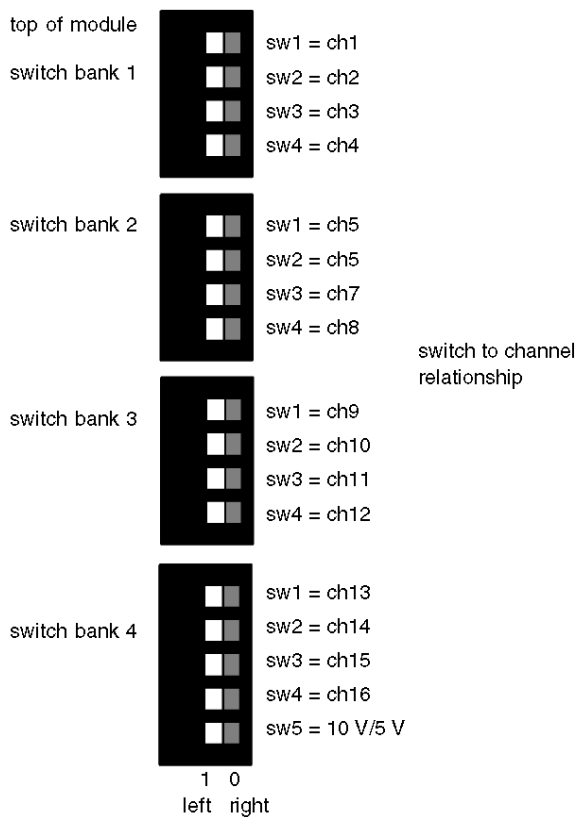 top of module
switch bank 1
sw1 = ch1
sw2 = ch2
sw3 = ch3
sw4 = ch4
switch bank 2
sw1 = ch5
sw2 = ch5
sw3 = ch7
sw4 = ch8
switch to channel
relationship
switch bank 3
sw1 = ch9
sw2 = ch10
sw3 = ch11
sw4 = ch12
switch bank 4
sw1 = ch13
sw2 = ch14
sw3 = ch15
sw4 = ch16
sw5 = 10 V/5 V
1 0
left right